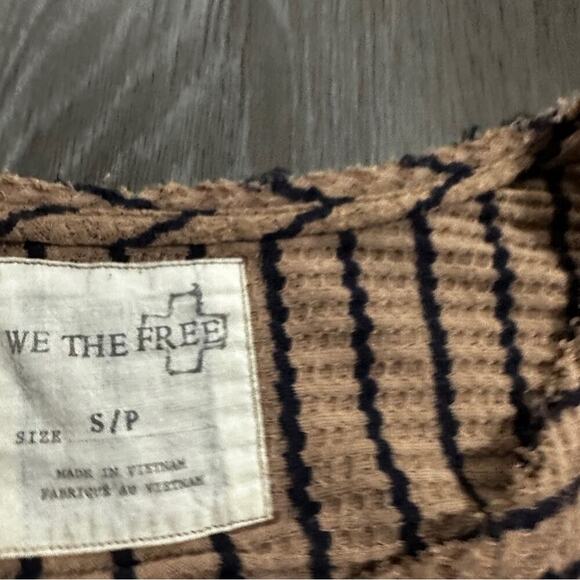 WE THE FREE
SIZE S/P
MADE IN VIETNAM
FABRIQUÉ AU VIETNAM